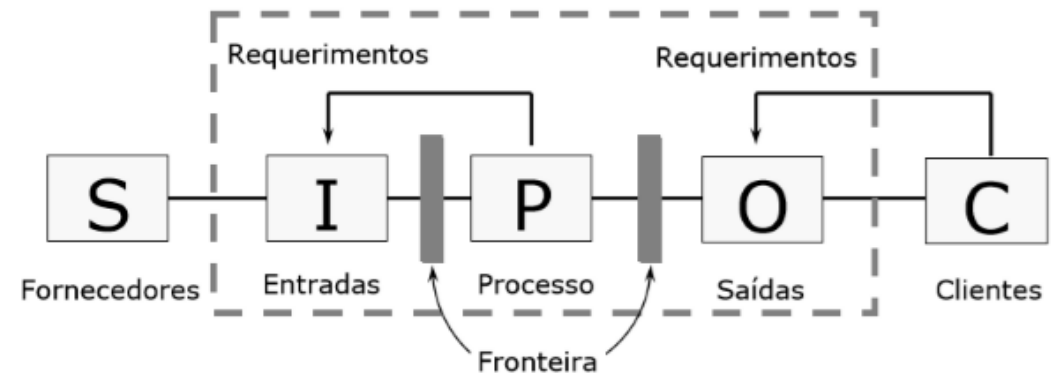 Requerimentos
Requerimentos
S
I
P
O
C
Fornecedores
Entradas
Processo
Saídas
Clientes
Fronteira